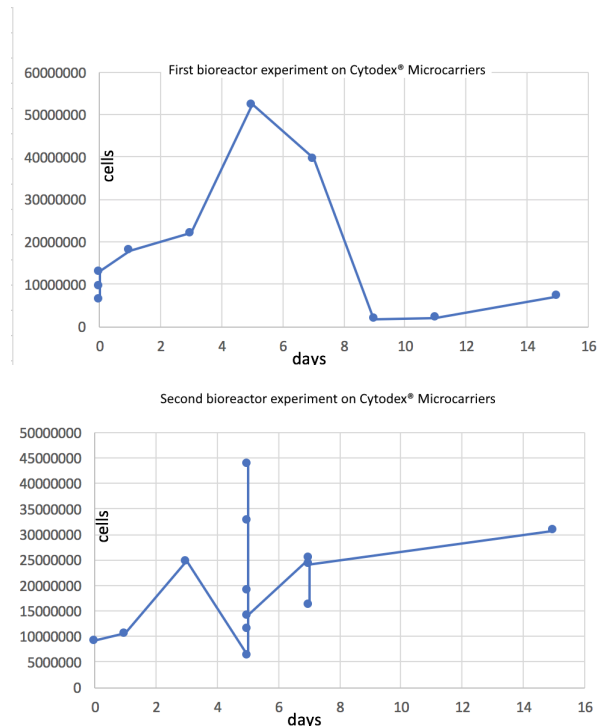 First bioreactor experiment on Cytodex® Microcarriers
60000000
50000000
40000000
30000000
20000000
10000000
0
cells
0 2 4 6 8 10 12 14 16
days
Second bioreactor experiment on Cytodex® Microcarriers
50000000
45000000
40000000
35000000
30000000
25000000
20000000
15000000
10000000
5000000
0
cells
0 2 4 6 8 10 12 14 16
days